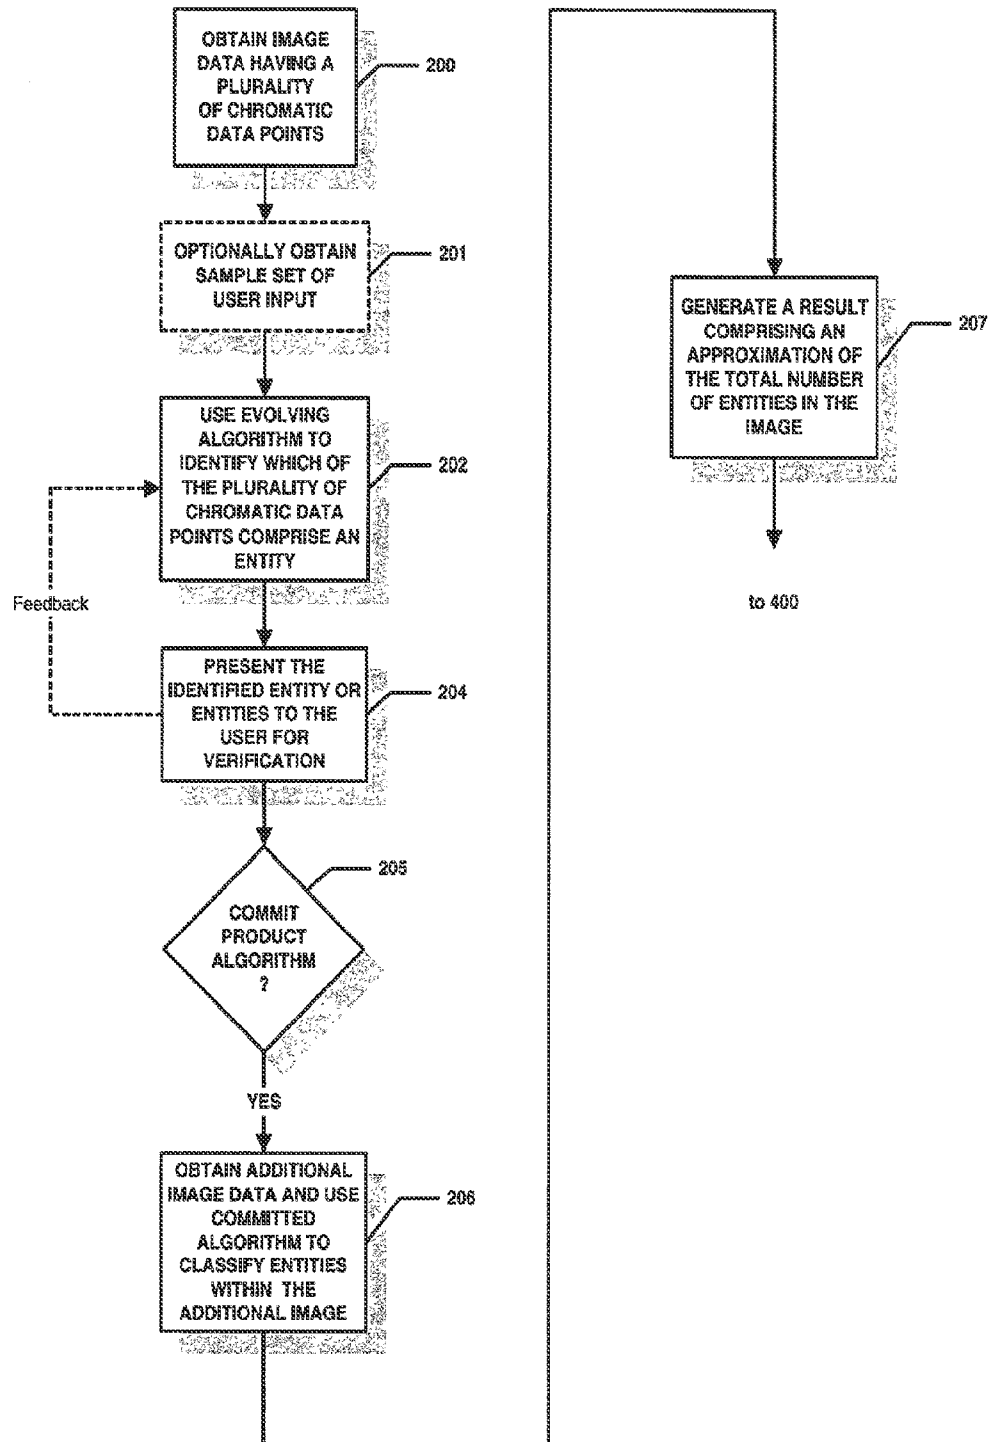 OBTAIN IMAGE
DATA HAVING A
PLURALITY
OF CHROMATIC
DATA POINTS
200
OPTIONALLY OBTAIN
SAMPLE SET OF
USER INPUT
201
USE EVOLVING
ALGORITHM TO
IDENTIFY WHICH OF
THE PLURALITY OF
CHROMATIC DATA
POINTS COMPRISE AN
ENTITY
202
Feedback
PRESENT THE
IDENTIFIED ENTITY OR
ENTITIES TO THE
USER FOR
VERIFICATION
204
205
COMMIT
PRODUCT
ALGORITHM
?
YES
OBTAIN ADDITIONAL
IMAGE DATA AND USE
COMMITTED
ALGORITHM TO
CLASSIFY ENTITIES
WITHIN THE
ADDITIONAL IMAGE
206
GENERATE A RESULT
COMPRISING AN
APPROXIMATION OF
THE TOTAL NUMBER
OF ENTITIES IN THE
IMAGE
207
to 400